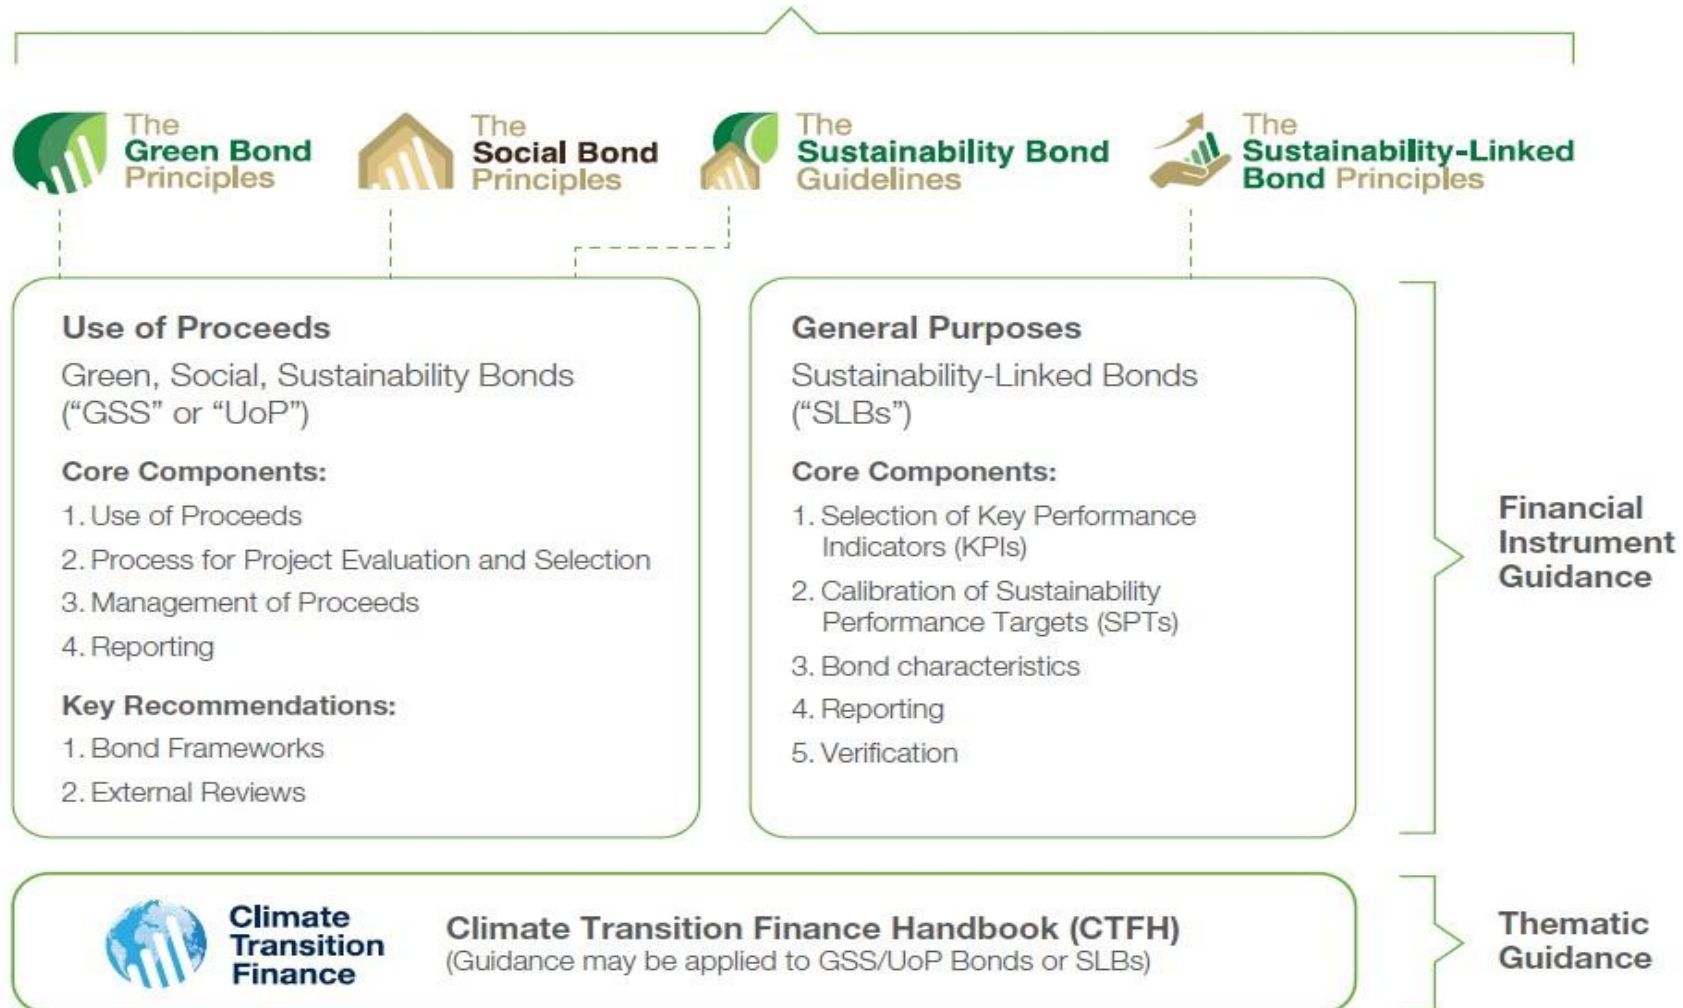 The
Green Bond
Principles
The
Social Bond
Principles
The
Sustainability Bond
Guidelines
The
Sustainability-Linked
Bond Principles
Use of Proceeds
Green, Social, Sustainability Bonds
(“GSS” or “UoP”)
Core Components:
1. Use of Proceeds
2. Process for Project Evaluation and Selection
3. Management of Proceeds
4. Reporting
Key Recommendations:
1. Bond Frameworks
2. External Reviews
General Purposes
Sustainability-Linked Bonds
(“SLBs”)
Core Components:
1. Selection of Key Performance
Indicators (KPIs)
2. Calibration of Sustainability
Performance Targets (SPTs)
3. Bond characteristics
4. Reporting
5. Verification
Financial
Instrument
Guidance
Climate
Transition
Finance
Climate Transition Finance Handbook (CTFH)
(Guidance may be applied to GSS/UoP Bonds or SLBs)
Thematic
Guidance